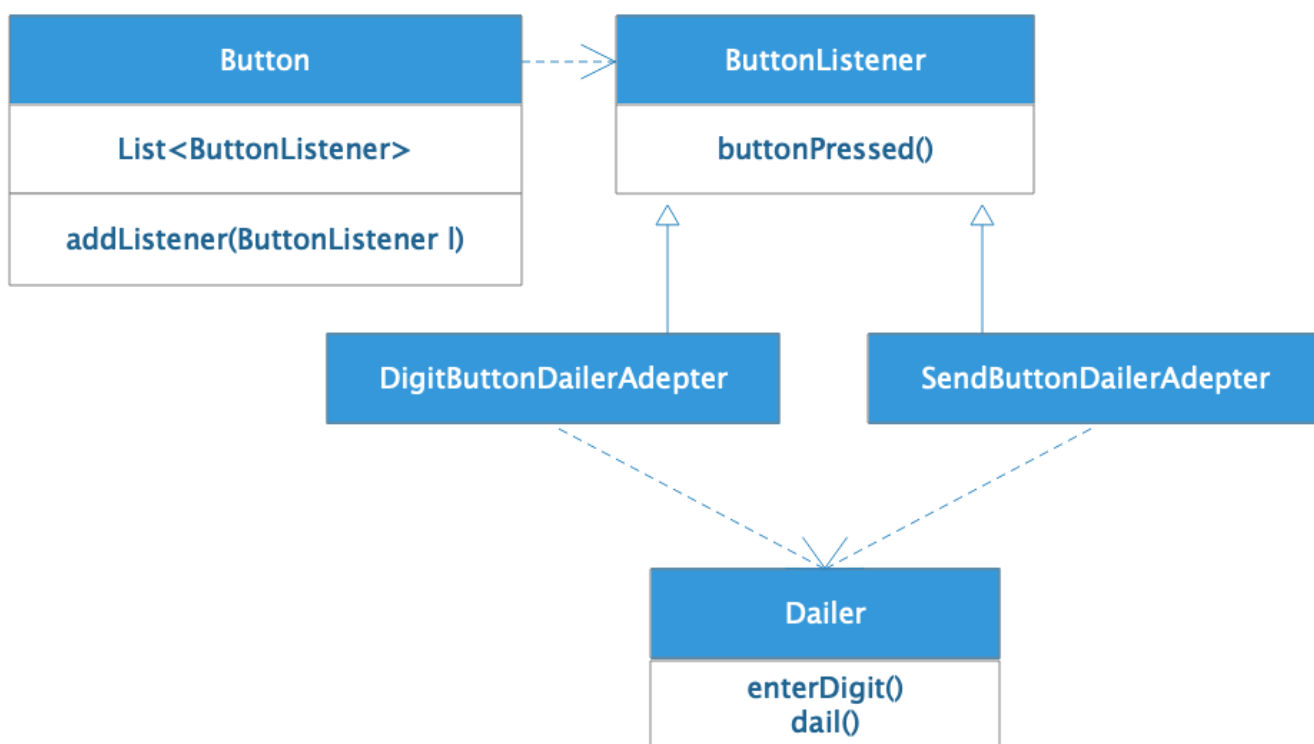 Button
ButtonListener
List<ButtonListener>
buttonPressed()
addListener(ButtonListener l)
DigitButtonDailerAdepter
SendButtonDailerAdepter
Dailer
enterDigit()
dail()